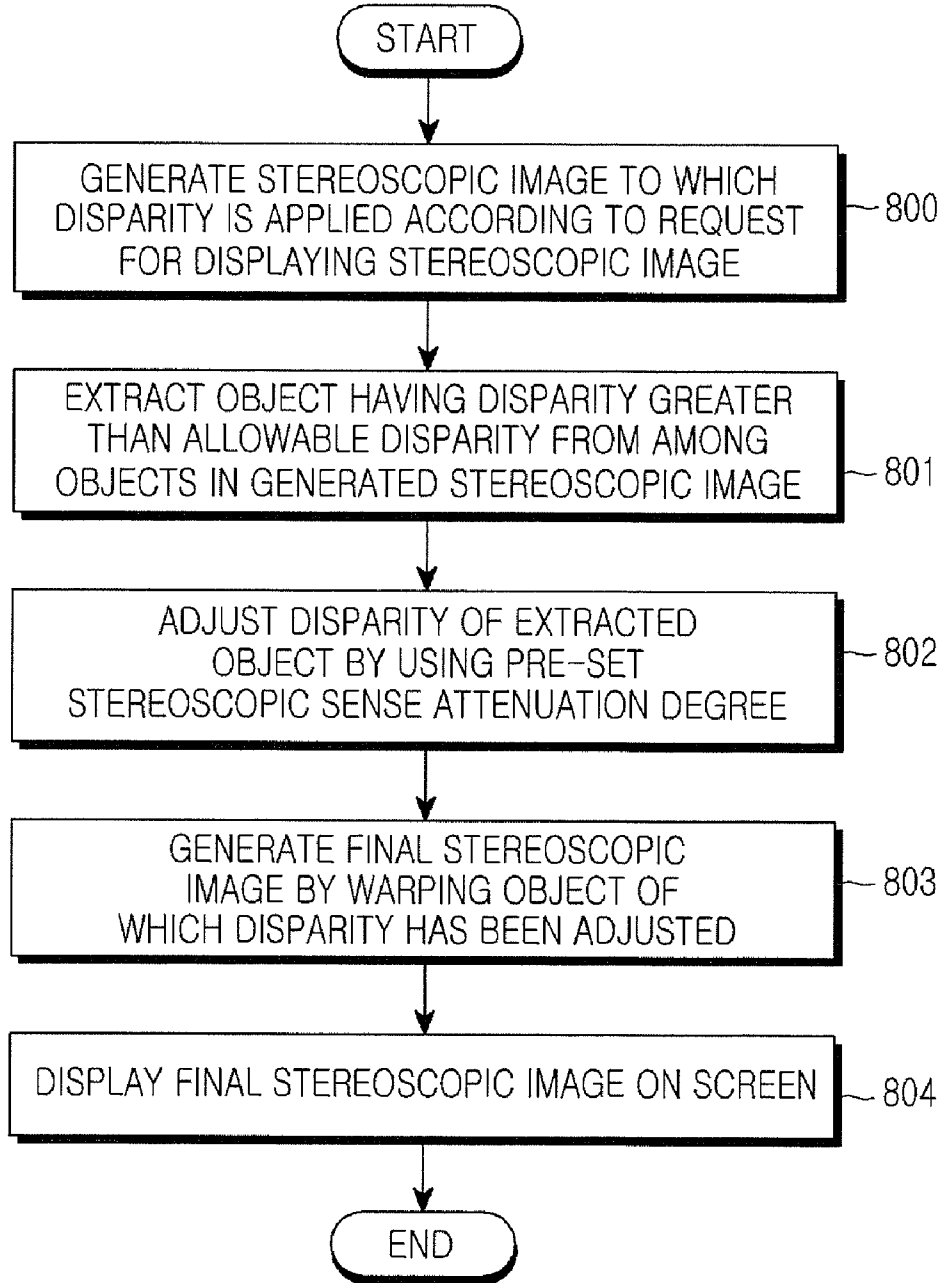 START
GENERATE STEREOSCOPIC IMAGE TO WHICH
DISPARITY IS APPLIED ACCORDING TO REQUEST
FOR DISPLAYING STEREOSCOPIC IMAGE
800
EXTRACT OBJECT HAVING DISPARITY GREATER
THAN ALLOWABLE DISPARITY FROM AMONG
OBJECTS IN GENERATED STEREOSCOPIC IMAGE
801
ADJUST DISPARITY OF EXTRACTED
OBJECT BY USING PRE-SET
STEREOSCOPIC SENSE ATTENUATION DEGREE
802
GENERATE FINAL STEREOSCOPIC
IMAGE BY WARPING OBJECT OF
WHICH DISPARITY HAS BEEN ADJUSTED
803
DISPLAY FINAL STEREOSCOPIC IMAGE ON SCREEN
804
END